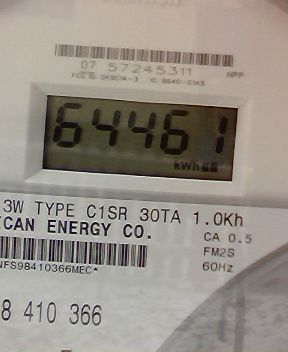 07 57245311
HPP
64461
kWh
3W TYPE C1SR 30TA 1.0Kh
CAN ENERGY CO.
CA 0.5
FM2S
60Hz
NFS98410366MEC*
8 410 366